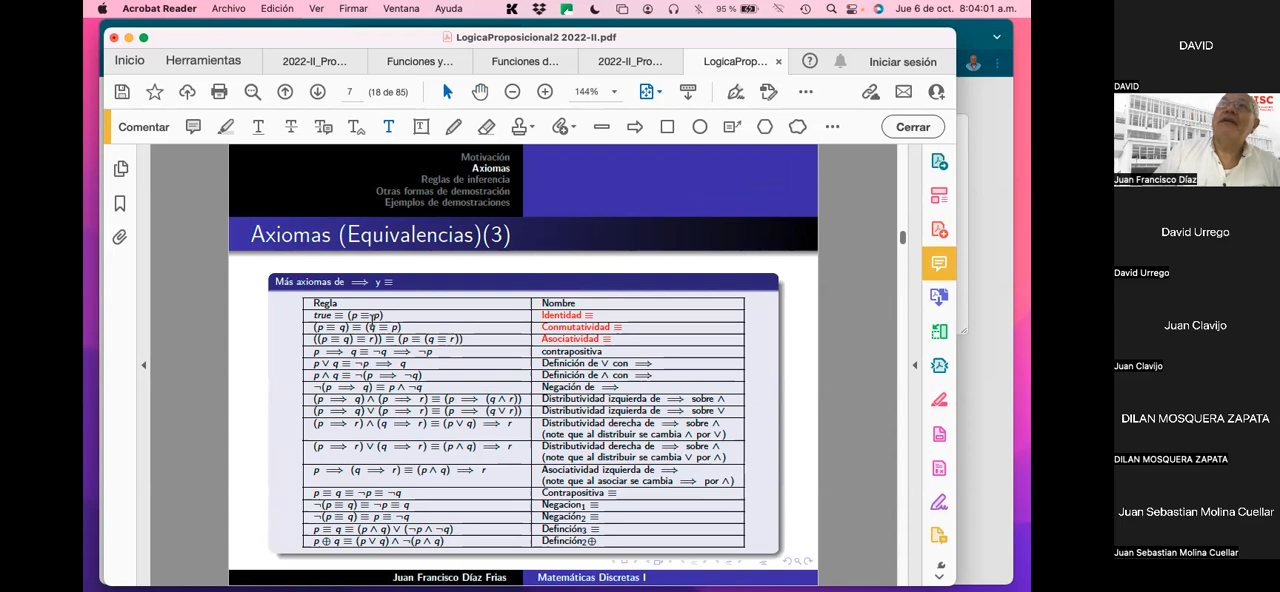 Acrobat Reader Archivo Edición Ver Firmar Ventana Ayuda 95 % Jue 6 de oct. 8:04:01 a.m.
LogicaProposicional2 2022-II.pdf
Inicio Herramientas 2022-II_Pro... Funciones y... Funciones d... 2022-II_Pro... LogicaProp... × Iniciar sesión
7 (18 de 85) 144%
Comentar Cerrar
Motivación
Axiomas
Reglas de inferencia
Otras formas de demostración
Ejemplos de demostraciones
Axiomas (Equivalencias)(3)
Más axiomas de ⟹ y ≡
Regla Nombre
true ≡ (p ≡ p) Identidad ≡
(p ≡ q) ≡ (q ≡ p) Conmutatividad ≡
((p ≡ q) ≡ r)) ≡ (p ≡ (q ≡ r)) Asociatividad ≡
p ⟹ q ≡ ¬q ⟹ ¬p contrapositiva
p ∨ q ≡ ¬p ⟹ q Definición de ∨ con ⟹
p ∧ q ≡ ¬(p ⟹ ¬q) Definición de ∧ con ⟹
¬(p ⟹ q) ≡ p ∧ ¬q Negación de ⟹
(p ⟹ q) ∧ (p ⟹ r) ≡ (p ⟹ (q ∧ r)) Distributividad izquierda de ⟹ sobre ∧
(p ⟹ q) ∨ (p ⟹ r) ≡ (p ⟹ (q ∨ r)) Distributividad izquierda de ⟹ sobre ∨
(p ⟹ r) ∧ (q ⟹ r) ≡ (p ∨ q) ⟹ r Distributividad derecha de ⟹ sobre ∧
(note que al distribuir se cambia ∧ por ∨)
(p ⟹ r) ∨ (q ⟹ r) ≡ (p ∧ q) ⟹ r Distributividad derecha de ⟹ sobre ∧
(note que al distribuir se cambia ∨ por ∧)
p ⟹ (q ⟹ r) ≡ (p ∧ q) ⟹ r Asociatividad izquierda de ⟹
(note que al asociar se cambia ⟹ por ∧)
p ≡ q ≡ ¬p ≡ ¬q Contrapositiva ≡
¬(p ≡ q) ≡ ¬p ≡ q Negacion₁ ≡
¬(p ≡ q) ≡ p ≡ ¬q Negación₂ ≡
p ≡ q ≡ (p ∧ q) ∨ (¬p ∧ ¬q) Definción₃ ≡
p ⊕ q ≡ (p ∨ q) ∧ ¬(p ∧ q) Definción₂⊕
Juan Francisco Díaz Frias Matemáticas Discretas I
DAVID
DAVID
ISC
Juan Francisco Díaz
David Urrego
David Urrego
Juan Clavijo
Juan Clavijo
DILAN MOSQUERA ZAPATA
DILAN MOSQUERA ZAPATA
Juan Sebastian Molina Cuellar
Juan Sebastian Molina Cuellar